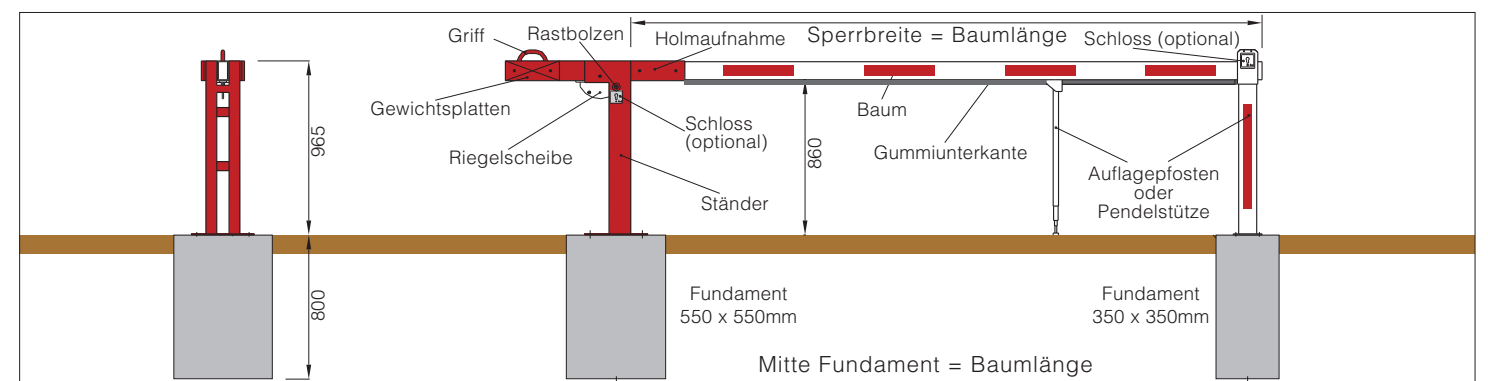 Griff
Rastbolzen
Holmaufnahme
Sperrbreite = Baumlänge
Schloss (optional)
Gewichtsplatten
Riegelscheibe
Schloss
(optional)
Baum
Gummiunterkante
965
860
Auflagepfosten
oder
Pendelstütze
Ständer
800
Fundament
550 x 550mm
Fundament
350 x 350mm
Mitte Fundament = Baumlänge